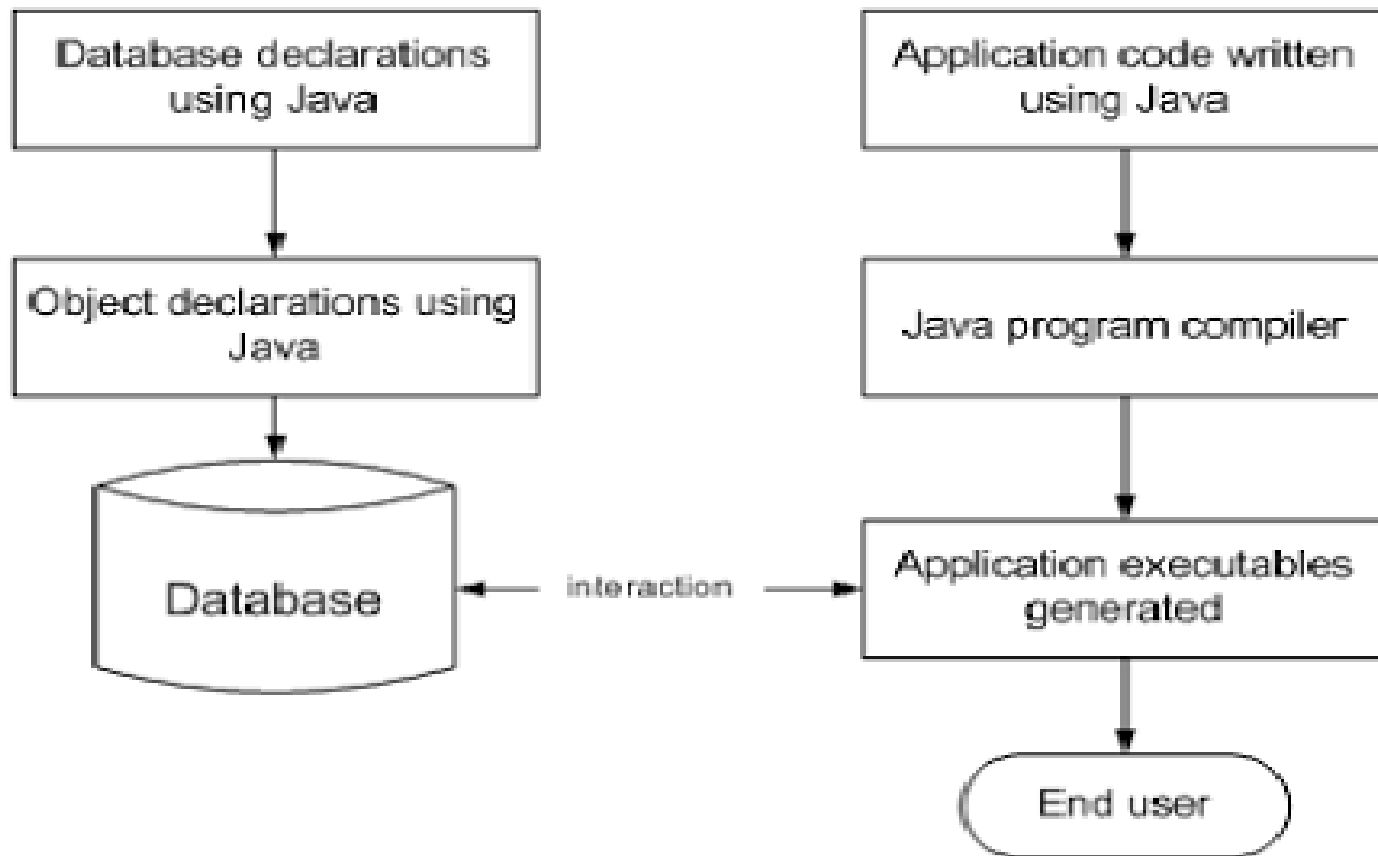 Database declarations
using Java
Application code written
using Java
Object declarations using
Java
Java program compiler
Database
interaction
Application executables
generated
End user